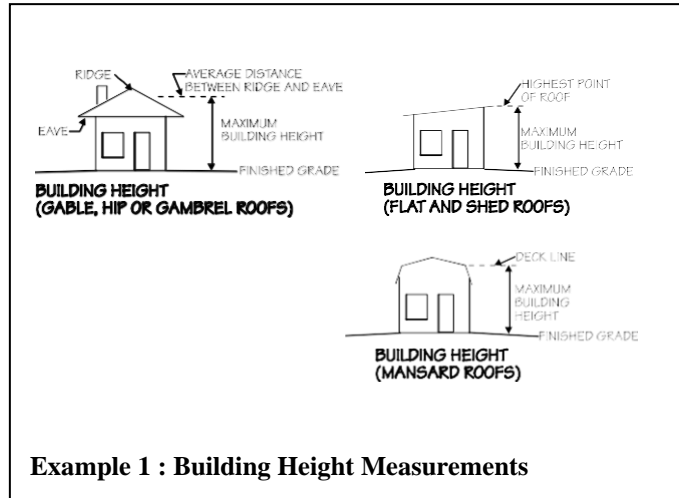 RIDGE
AVERAGE DISTANCE
BETWEEN RIDGE AND EAVE
EAVE
MAXIMUM
BUILDING HEIGHT
FINISHED GRADE
BUILDING HEIGHT
(GABLE, HIP OR GAMBREL ROOFS)
HIGHEST POINT
OF ROOF
MAXIMUM
BUILDING HEIGHT
FINISHED GRADE
BUILDING HEIGHT
(FLAT AND SHED ROOFS)
DECK LINE
MAXIMUM
BUILDING
HEIGHT
FINISHED GRADE
BUILDING HEIGHT
(MANSARD ROOFS)
Example 1 : Building Height Measurements